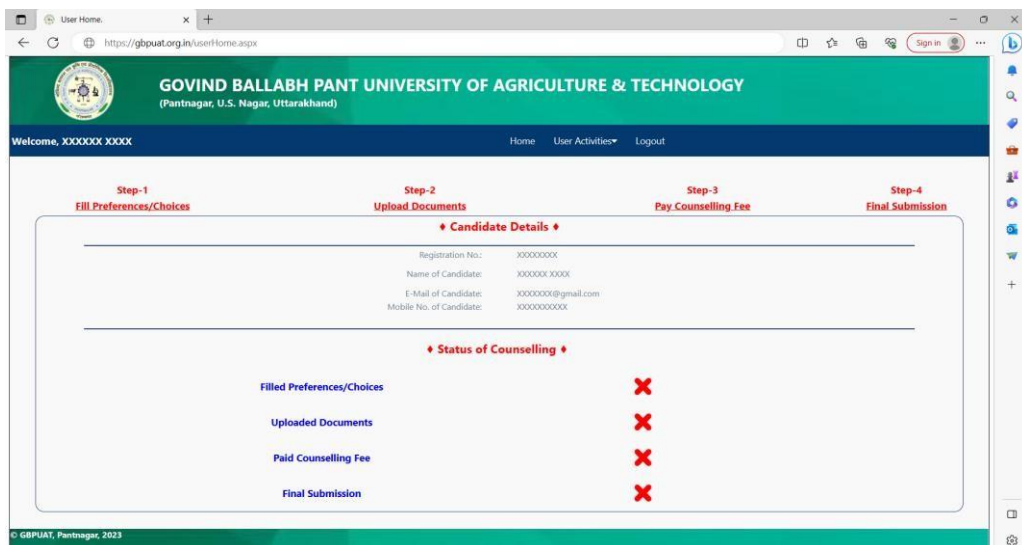 User Home.
https://gbpuat.org.in/userHome.aspx
Sign in
GOVIND BALLABH PANT UNIVERSITY OF AGRICULTURE & TECHNOLOGY
(Pantnagar, U.S. Nagar, Uttarakhand)
Welcome, XXXXXX XXXX
Home User Activities Logout
Step-1 Step-2 Step-3 Step-4
Fill Preferences/Choices Upload Documents Pay Counselling Fee Final Submission
♦ Candidate Details ♦
Registration No.: XXXXXXXX
Name of Candidate: XXXXXX XXXX
E-Mail of Candidate: XXXXXXX@gmail.com
Mobile No. of Candidate: XXXXXXXXXX
♦ Status of Counselling ♦
Filled Preferences/Choices
Uploaded Documents
Paid Counselling Fee
Final Submission
© GBPUAT, Pantnagar, 2023